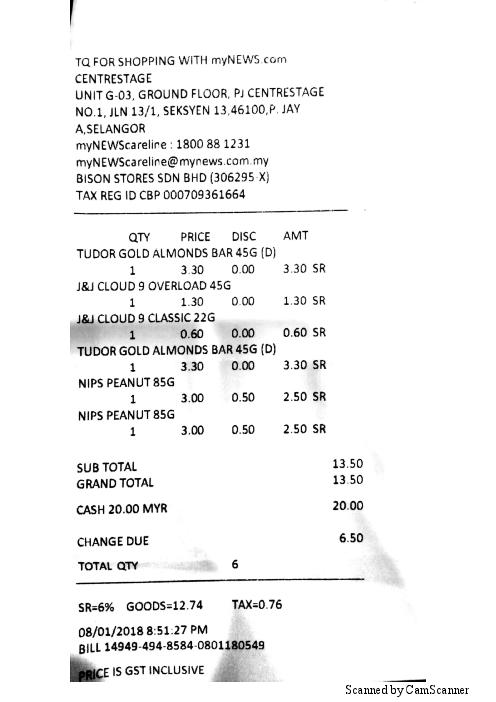 TQ FOR SHOPPING WITH myNEWS.com
CENTRESTAGE
UNIT G-03, GROUND FLOOR, PJ CENTRESTAGE
NO.1, JLN 13/1, SEKSYEN 13,46100,P. JAY
A,SELANGOR
myNEWScareline : 1800 88 1231
myNEWScareline@mynews.com.my
BISON STORES SDN BHD (306295-X)
TAX REG ID CBP 000709361664
QTY PRICE DISC AMT
TUDOR GOLD ALMONDS BAR 45G (D)
1 3.30 0.00 3.30 SR
J&J CLOUD 9 OVERLOAD 45G
1 1.30 0.00 1.30 SR
J&J CLOUD 9 CLASSIC 22G
1 0.60 0.00 0.60 SR
TUDOR GOLD ALMONDS BAR 45G (D)
1 3.30 0.00 3.30 SR
NIPS PEANUT 85G
1 3.00 0.50 2.50 SR
NIPS PEANUT 85G
1 3.00 0.50 2.50 SR
SUB TOTAL 13.50
GRAND TOTAL 13.50
CASH 20.00 MYR 20.00
CHANGE DUE 6.50
TOTAL QTY 6
SR=6% GOODS=12.74 TAX=0.76
08/01/2018 8:51:27 PM
BILL 14949-494-8584-0801180549
PRICE IS GST INCLUSIVE
Scanned by CamScanner